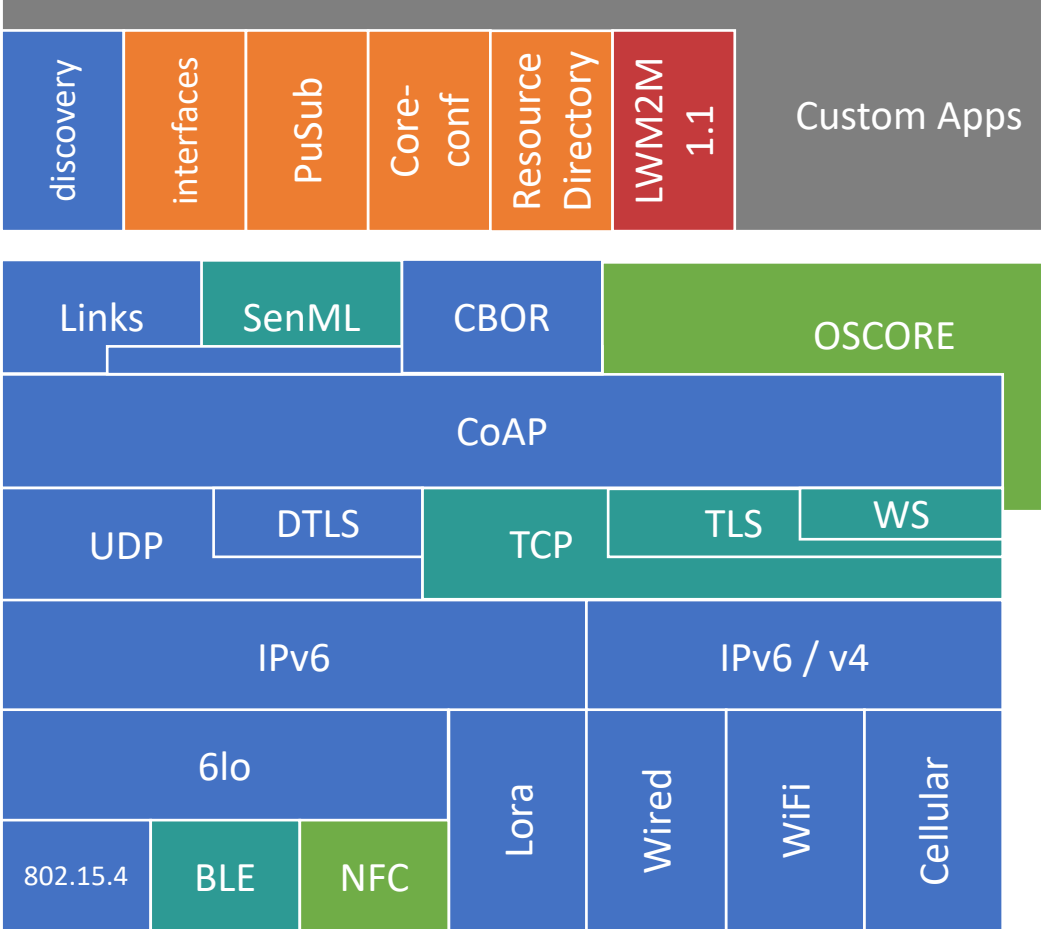 discovery
interfaces
PuSub
Core-
conf
Resource
Directory
LWM2M
1.1
Custom Apps
Links
SenML
CBOR
OSCORE
CoAP
UDP
DTLS
TCP
TLS
WS
IPv6
IPv6 / v4
6lo
Lora
Wired
WiFi
Cellular
802.15.4
BLE
NFC